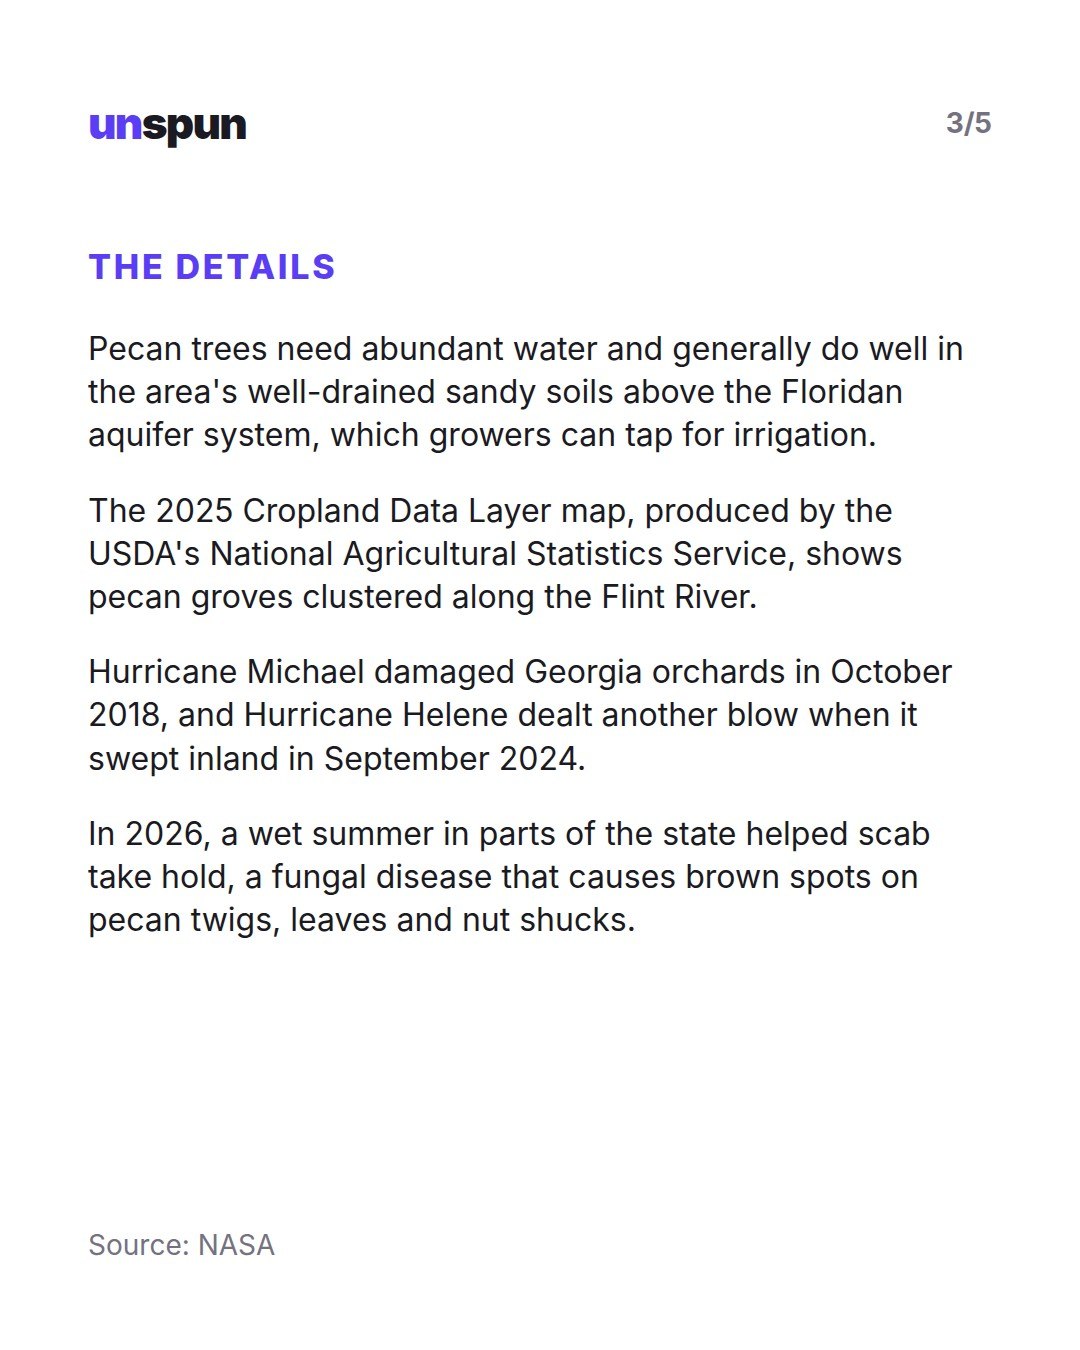 unspun
3/5
THE DETAILS
Pecan trees need abundant water and generally do well in
the area's well-drained sandy soils above the Floridan
aquifer system, which growers can tap for irrigation.
The 2025 Cropland Data Layer map, produced by the
USDA's National Agricultural Statistics Service, shows
pecan groves clustered along the Flint River.
Hurricane Michael damaged Georgia orchards in October
2018, and Hurricane Helene dealt another blow when it
swept inland in September 2024.
In 2026, a wet summer in parts of the state helped scab
take hold, a fungal disease that causes brown spots on
pecan twigs, leaves and nut shucks.
Source: NASA